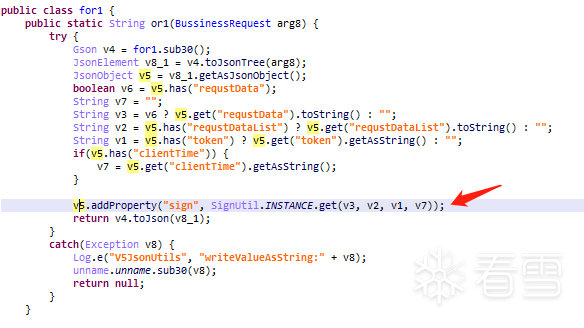 public class for1 {
    public static String or1(BussinessRequest arg8) {
        try {
            Gson v4 = for1.sub30();
            JsonElement v8_1 = v4.toJsonTree(arg8);
            JsonObject v5 = v8_1.getAsJsonObject();
            boolean v6 = v5.has("requstData");
            String v7 = "";
            String v3 = v6 ? v5.get("requstData").toString() : "";
            String v2 = v5.has("requstDataList") ? v5.get("requstDataList").toString() : "";
            String v1 = v5.has("token") ? v5.get("token").getAsString() : "";
            if(v5.has("clientTime")) {
                v7 = v5.get("clientTime").getAsString();
            }

            v5.addProperty("sign", SignUtil.INSTANCE.get(v3, v2, v1, v7));
            return v4.toJson(v8_1);
        }
        catch(Exception v8) {
            Log.e("V5JsonUtils", "writeValueAsString:" + v8);
            unname.unname.sub30(v8);
            return null;
        }
    }
看雪